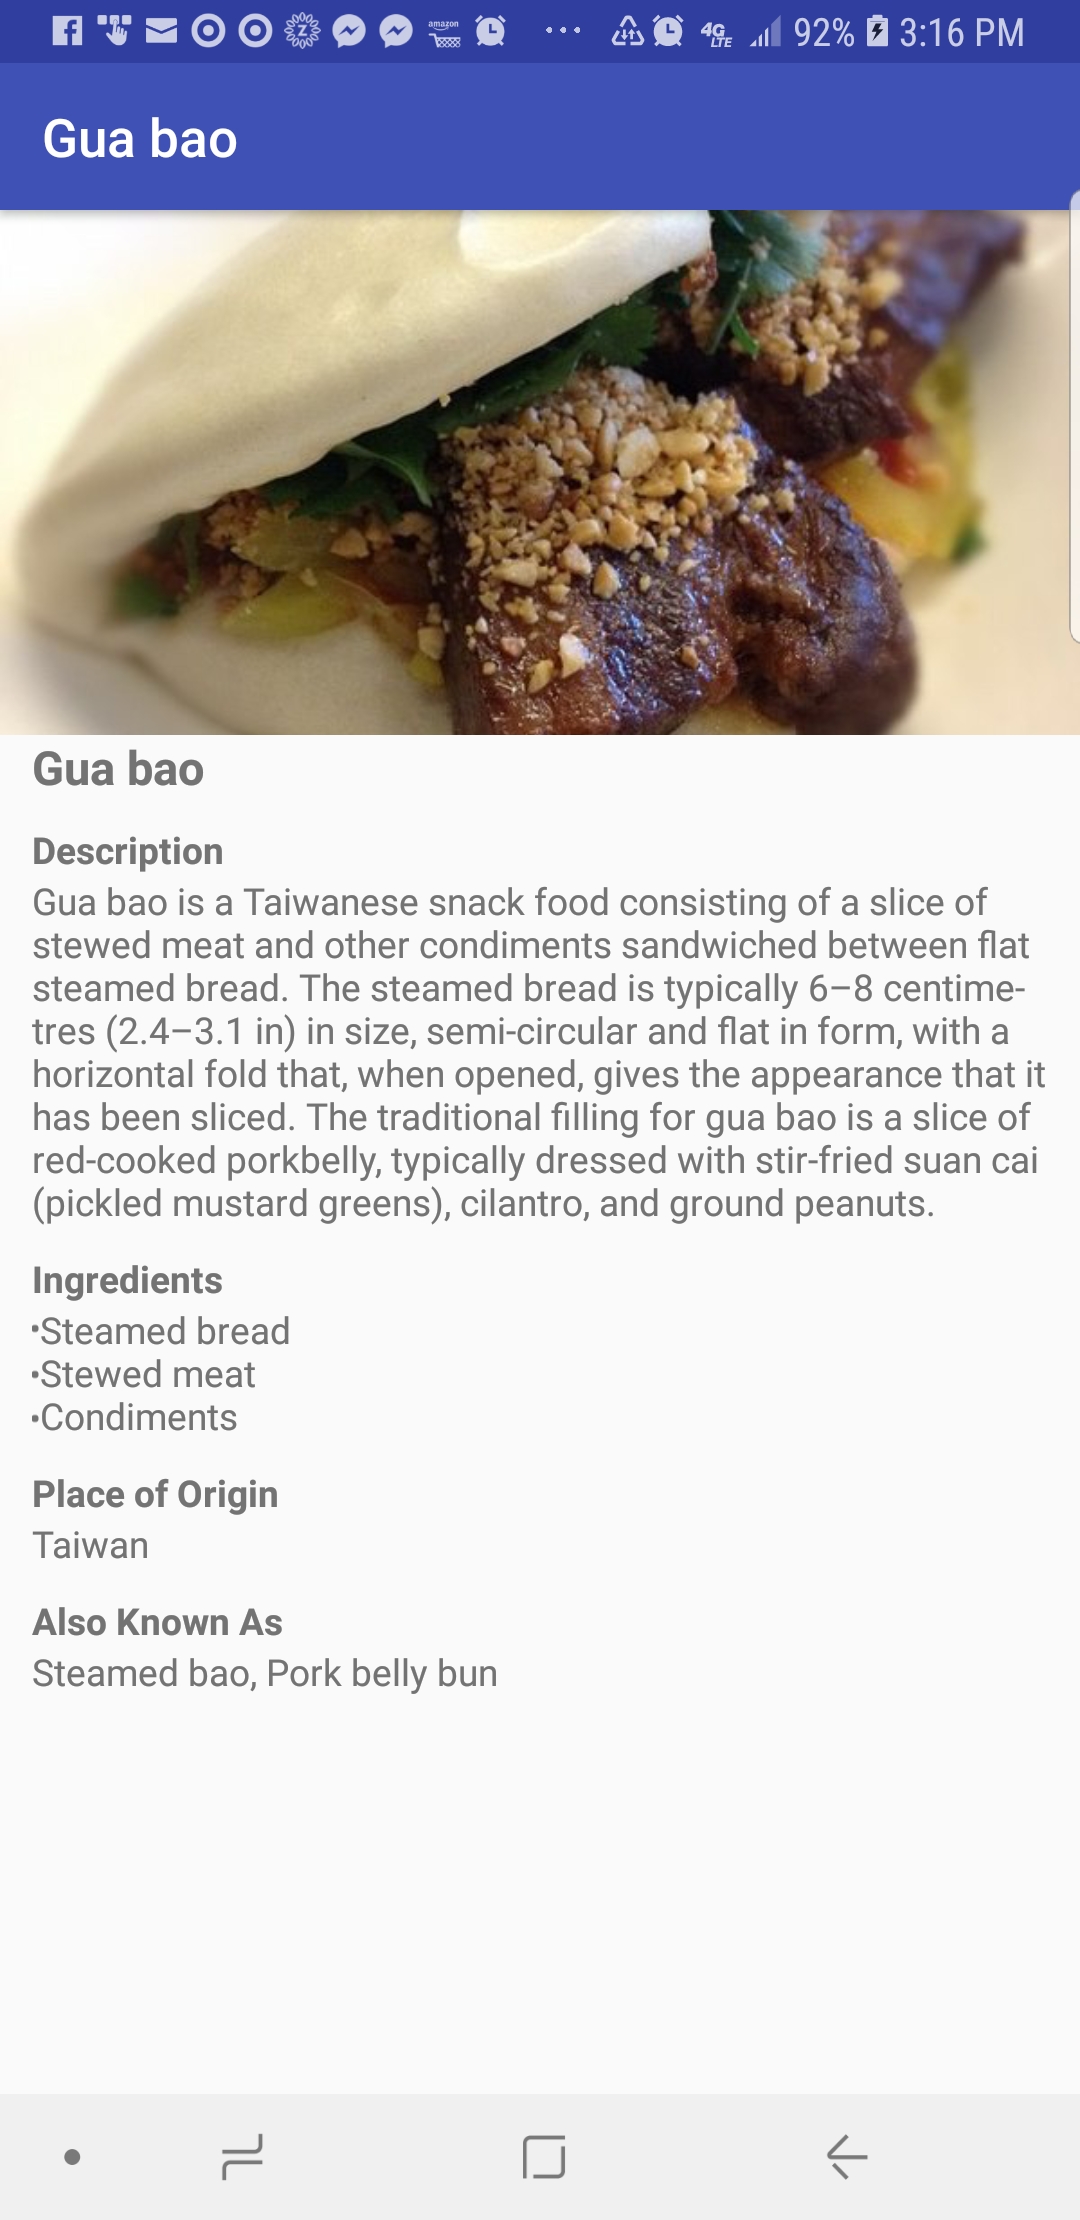 amazon
4G
LTE
92%
3:16 PM
Gua bao
Gua bao
Description
Gua bao is a Taiwanese snack food consisting of a slice of
stewed meat and other condiments sandwiched between flat
steamed bread. The steamed bread is typically 6–8 centime-
tres (2.4–3.1 in) in size, semi-circular and flat in form, with a
horizontal fold that, when opened, gives the appearance that it
has been sliced. The traditional filling for gua bao is a slice of
red-cooked porkbelly, typically dressed with stir-fried suan cai
(pickled mustard greens), cilantro, and ground peanuts.
Ingredients
•Steamed bread
•Stewed meat
•Condiments
Place of Origin
Taiwan
Also Known As
Steamed bao, Pork belly bun